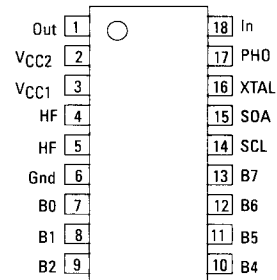 Out 1 18 In
VCC2 2 17 PHO
VCC1 3 16 XTAL
HF 4 15 SDA
HF 5 14 SCL
Gnd 6 13 B7
B0 7 12 B6
B1 8 11 B5
B2 9 10 B4